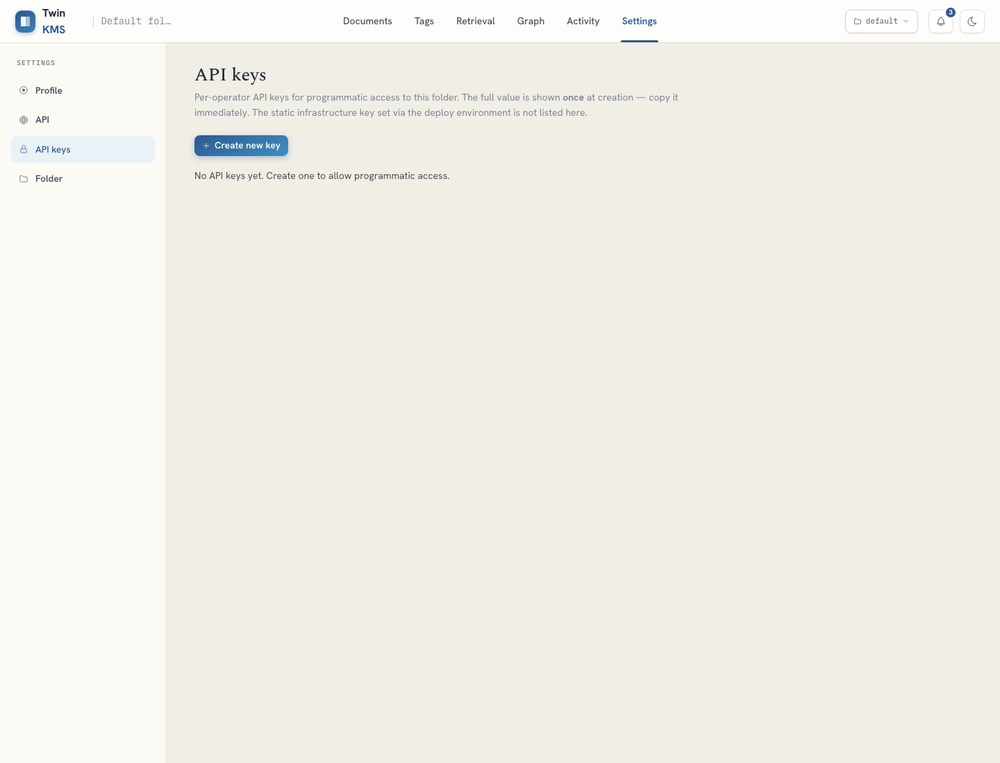 Twin
KMS
Default fol…
Documents
Tags
Retrieval
Graph
Activity
Settings
default
3
SETTINGS
Profile
API
API keys
Folder
API keys
Per-operator API keys for programmatic access to this folder. The full value is shown once at creation — copy it
immediately. The static infrastructure key set via the deploy environment is not listed here.
Create new key
No API keys yet. Create one to allow programmatic access.